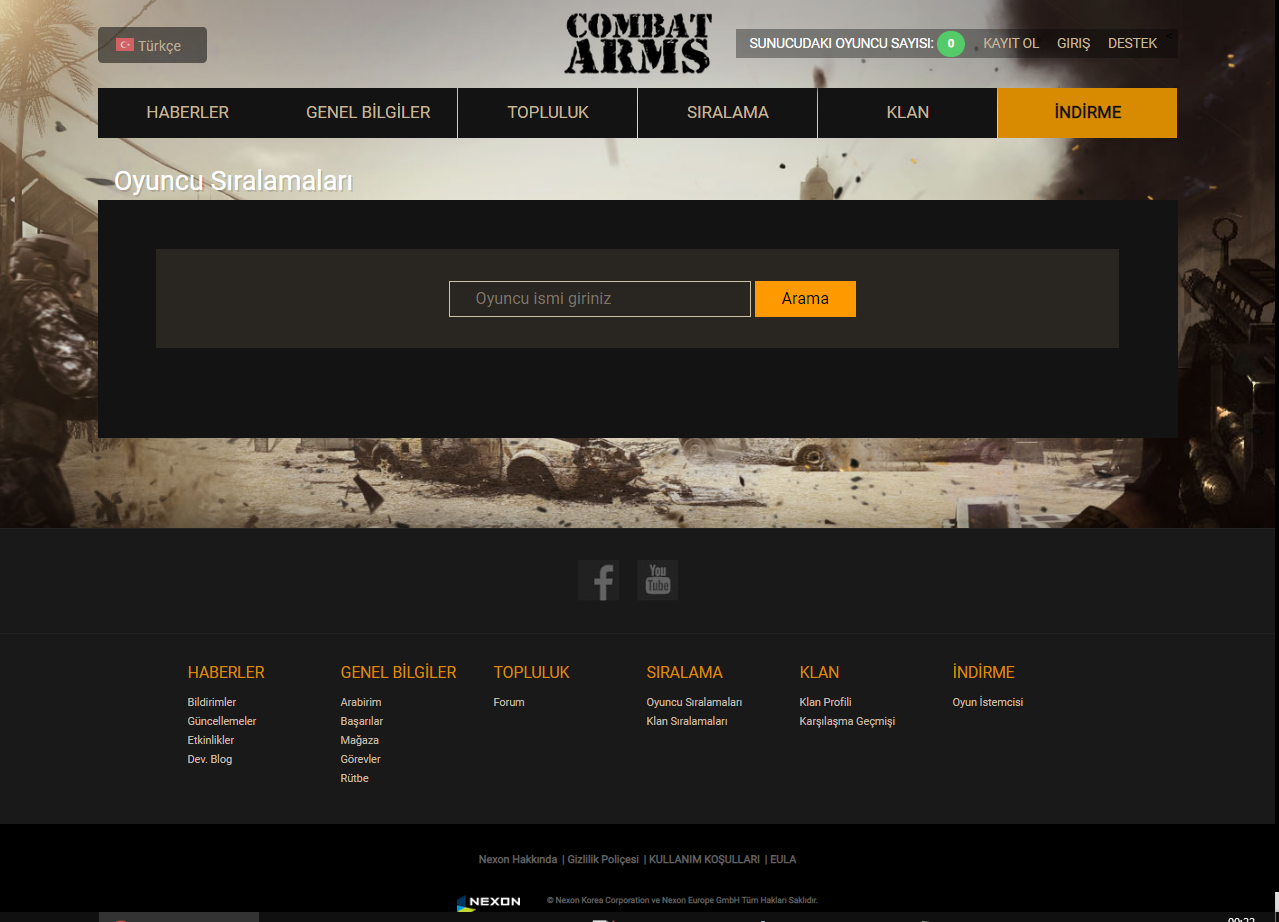 Türkçe
COMBAT
ARMS
SUNUCUDAKI OYUNCU SAYISI: 0 KAYIT OL GIRIŞ DESTEK
HABERLER GENEL BİLGİLER TOPLULUK SIRALAMA KLAN İNDİRME
Oyuncu Sıralamaları
Oyuncu ismi giriniz Arama
You
Tube
HABERLER GENEL BİLGİLER TOPLULUK SIRALAMA KLAN İNDİRME
Bildirimler Arabirim Forum Oyuncu Sıralamaları Klan Profili Oyun İstemcisi
Güncellemeler Başarılar Klan Sıralamaları Karşılaşma Geçmişi
Etkinlikler Mağaza
Dev. Blog Görevler
Rütbe
Nexon Hakkında | Gizlilik Poliçesi | KULLANIM KOŞULLARI | EULA
NEXON © Nexon Korea Corporation ve Nexon Europe GmbH Tüm Hakları Saklıdır.